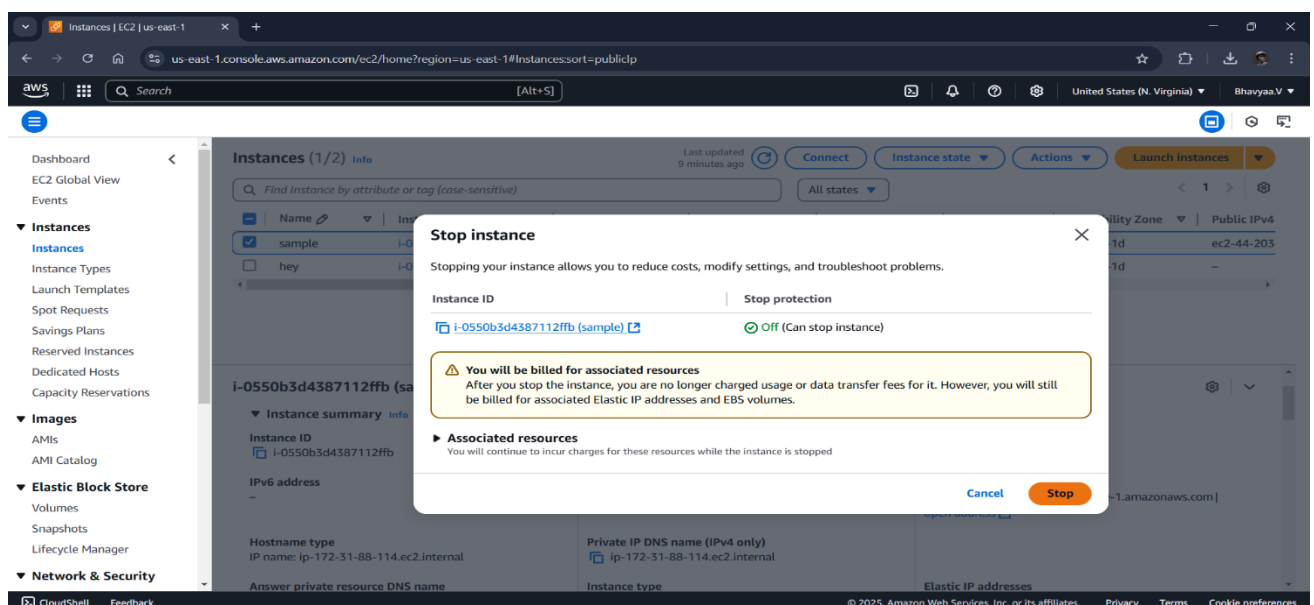 Instances | EC2 | us-east-1
us-east-1.console.aws.amazon.com/ec2/home?region=us-east-1#Instances:sort=publicIp
aws
Search
[Alt+S]
United States (N. Virginia)
Bhavyaa.V
Dashboard
EC2 Global View
Events
Instances
Instances
Instance Types
Launch Templates
Spot Requests
Savings Plans
Reserved Instances
Dedicated Hosts
Capacity Reservations
Images
AMIs
AMI Catalog
Elastic Block Store
Volumes
Snapshots
Lifecycle Manager
Network & Security
Instances (1/2) Info
Last updated
9 minutes ago
Connect
Instance state
Actions
Launch instances
Find Instance by attribute or tag (case-sensitive)
All states
1
Name
Public IPv4
sample
-1d
ec2-44-203
hey
-1d
–
Stop instance
Stopping your instance allows you to reduce costs, modify settings, and troubleshoot problems.
Instance ID
Stop protection
i-0550b3d4387112ffb (sample)
Off (Can stop instance)
You will be billed for associated resources
After you stop the instance, you are no longer charged usage or data transfer fees for it. However, you will still
be billed for associated Elastic IP addresses and EBS volumes.
Associated resources
You will continue to incur charges for these resources while the instance is stopped
Cancel
Stop
i-0550b3d4387112ffb (sa
Instance summary Info
Instance ID
i-0550b3d4387112ffb
IPv6 address
–
-1.amazonaws.com |
Hostname type
IP name: ip-172-31-88-114.ec2.internal
Private IP DNS name (IPv4 only)
ip-172-31-88-114.ec2.internal
Answer private resource DNS name
Instance type
Elastic IP addresses
CloudShell
Feedback
© 2025, Amazon Web Services, Inc. or its affiliates.
Privacy
Terms
Cookie preferences